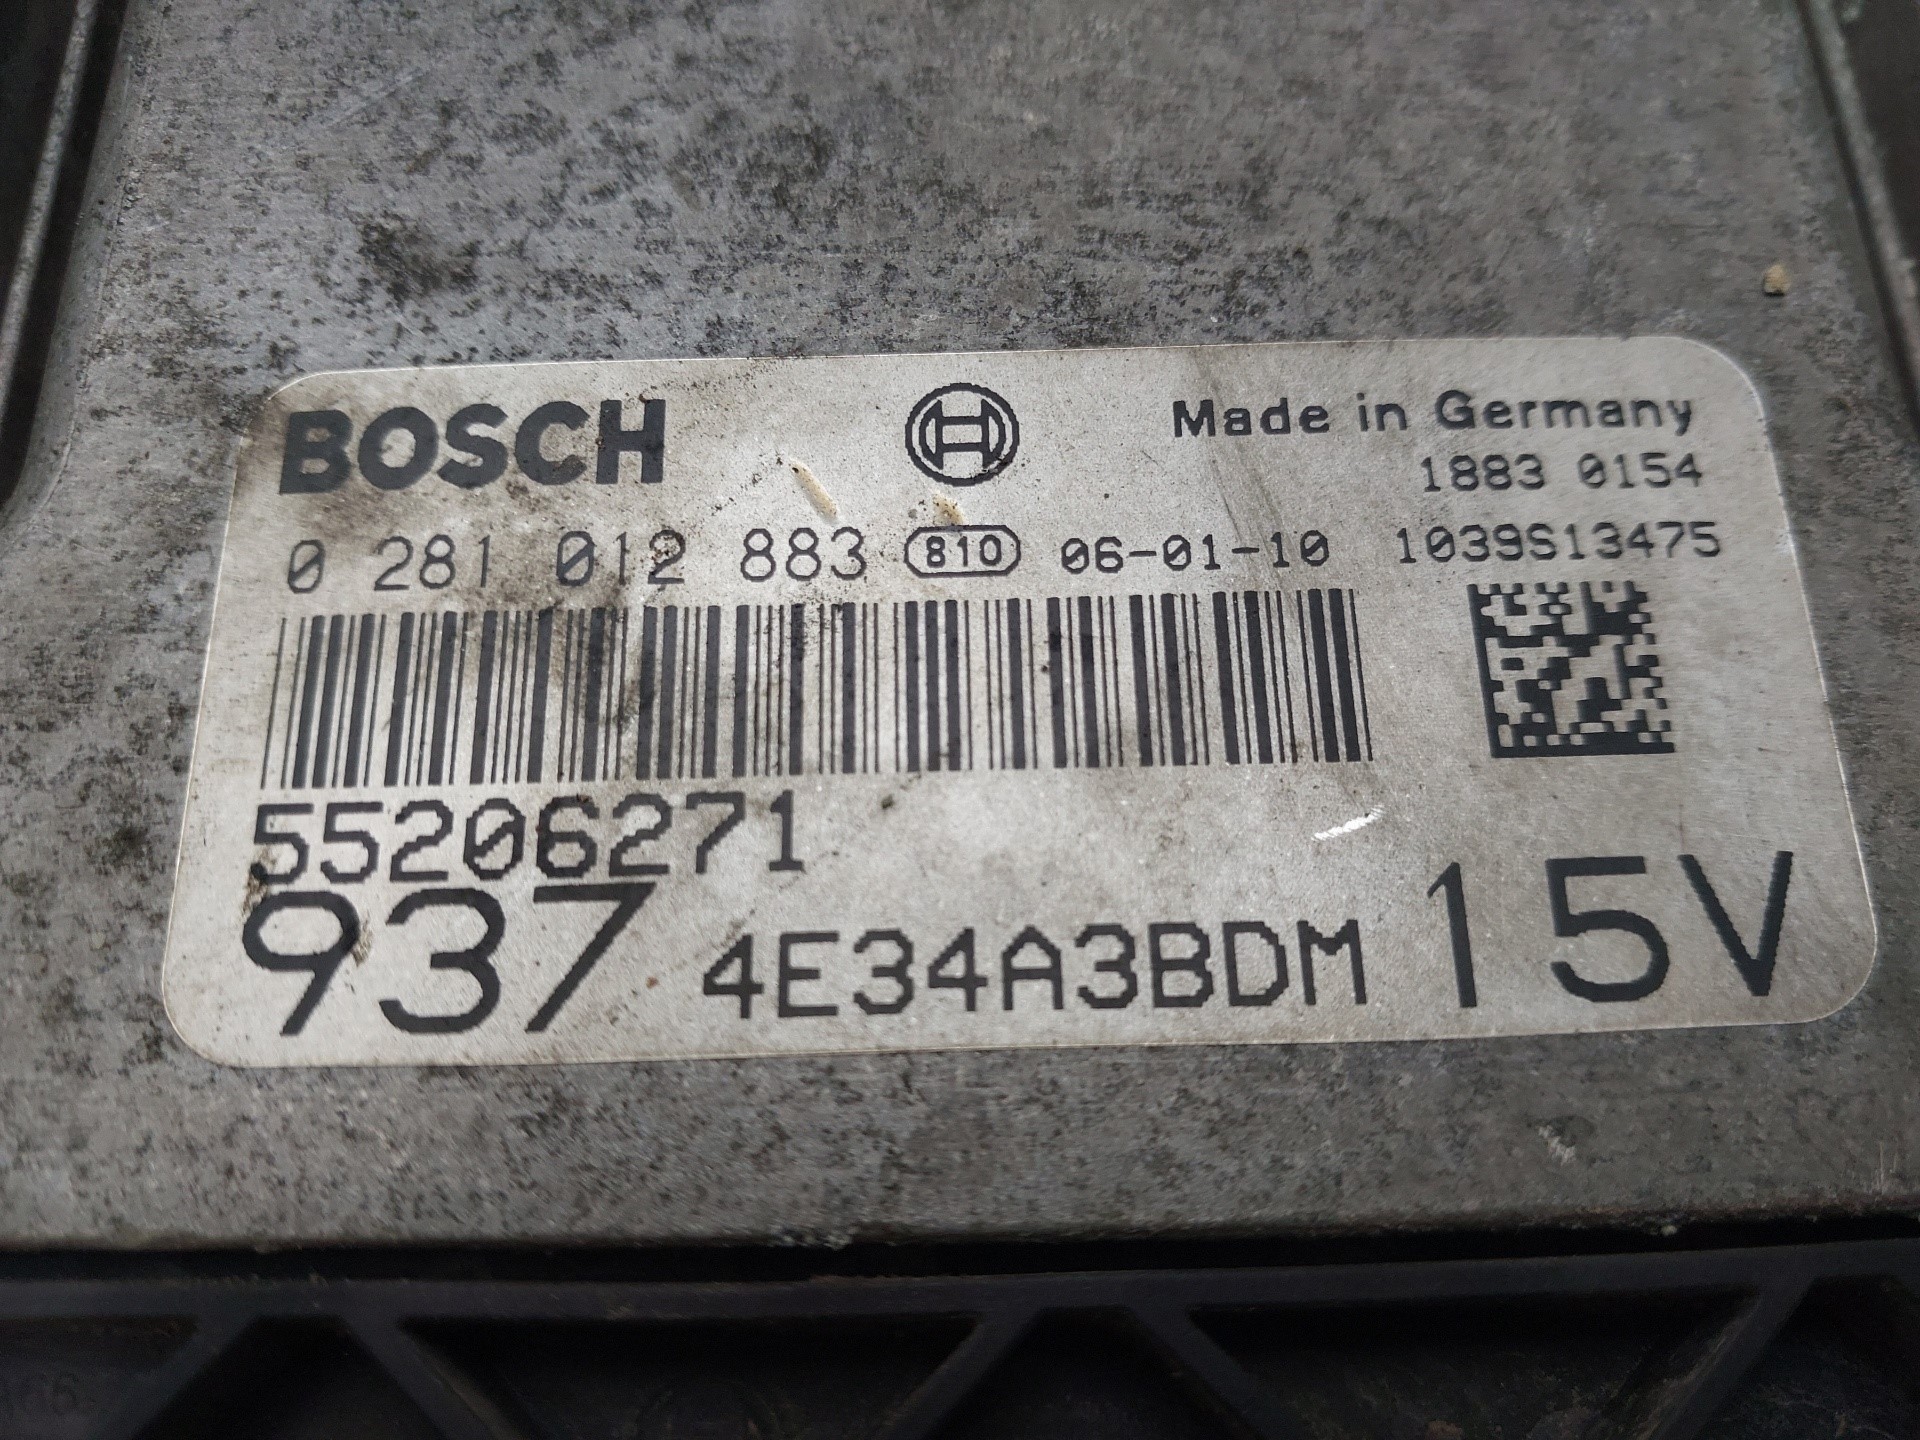 BOSCH
Made in Germany
1883 0154
0 281 012 883 810 06-01-10 1039S13475
55206271
937 4E34A3BDM 15V